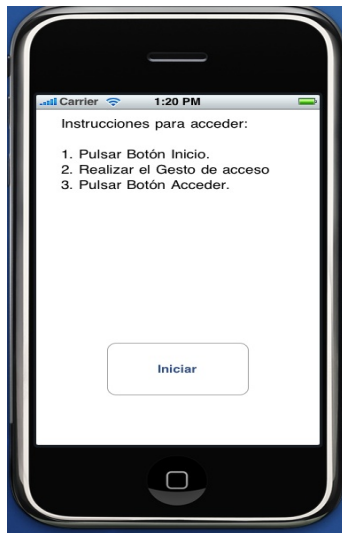 Carrier 1:20 PM
Instrucciones para acceder:
1. Pulsar Botón Inicio.
2. Realizar el Gesto de acceso
3. Pulsar Botón Acceder.
Iniciar